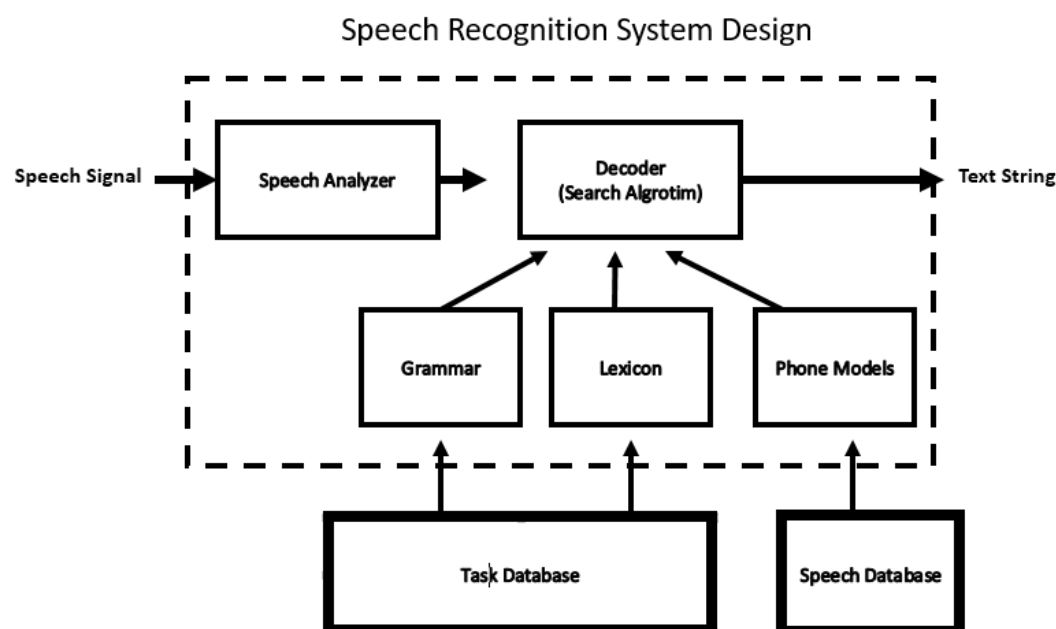 Speech Recognition System Design
Speech Signal
Speech Analyzer
Decoder
(Search Algrotim)
Text String
Grammar
Lexicon
Phone Models
Task Database
Speech Database